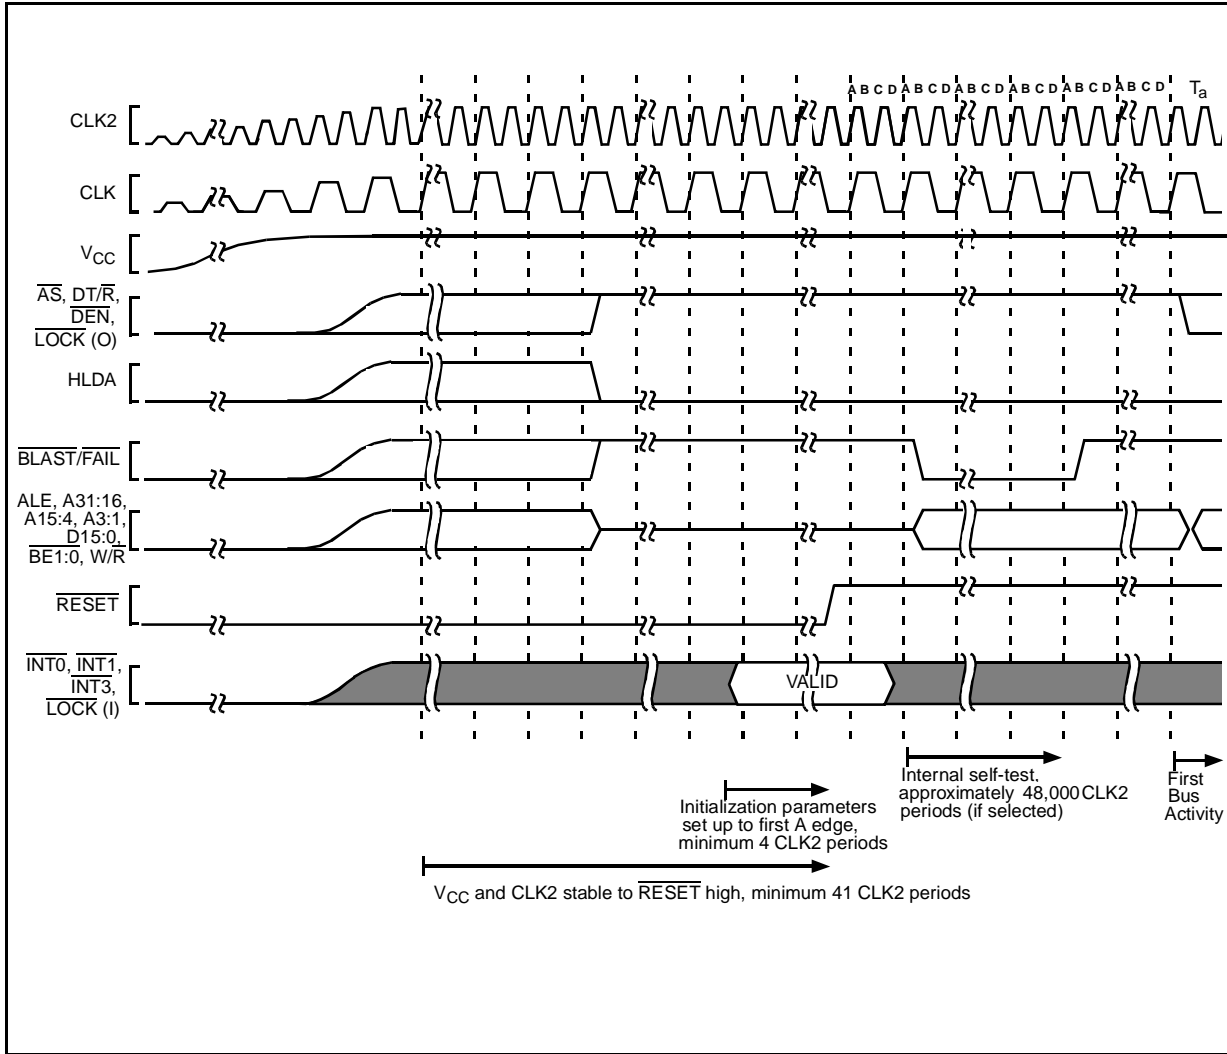 A B C D A B C D A B C D A B C D A B C D A B C D Ta
CLK2
CLK
VCC
AS, DT/R,
DEN,
LOCK (O)
HLDA
BLAST/FAIL
ALE, A31:16,
A15:4, A3:1,
D15:0,
BE1:0, W/R
RESET
INT0, INT1,
INT3,
LOCK (I)
VALID
Initialization parameters
set up to first A edge,
minimum 4 CLK2 periods
Internal self-test,
approximately 48,000 CLK2
periods (if selected)
First
Bus
Activity
VCC and CLK2 stable to RESET high, minimum 41 CLK2 periods